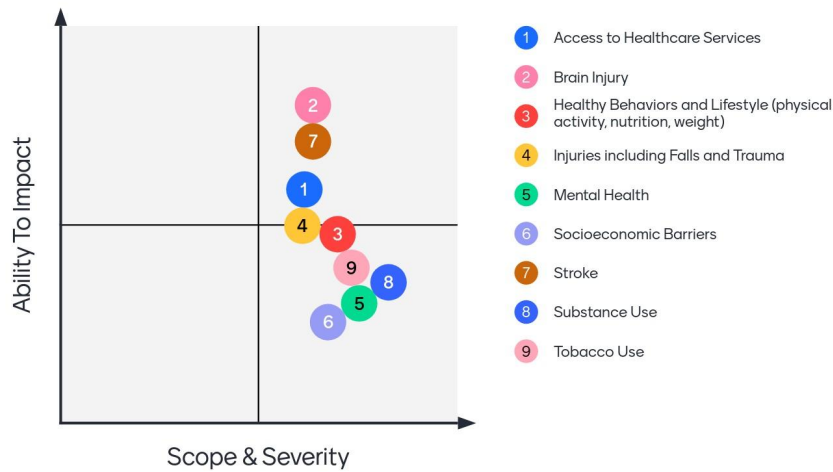 Ability To Impact
2
7
1
4
3
9
8
5
6
Scope & Severity
1 Access to Healthcare Services
2 Brain Injury
3 Healthy Behaviors and Lifestyle (physical
activity, nutrition, weight)
4 Injuries including Falls and Trauma
5 Mental Health
6 Socioeconomic Barriers
7 Stroke
8 Substance Use
9 Tobacco Use